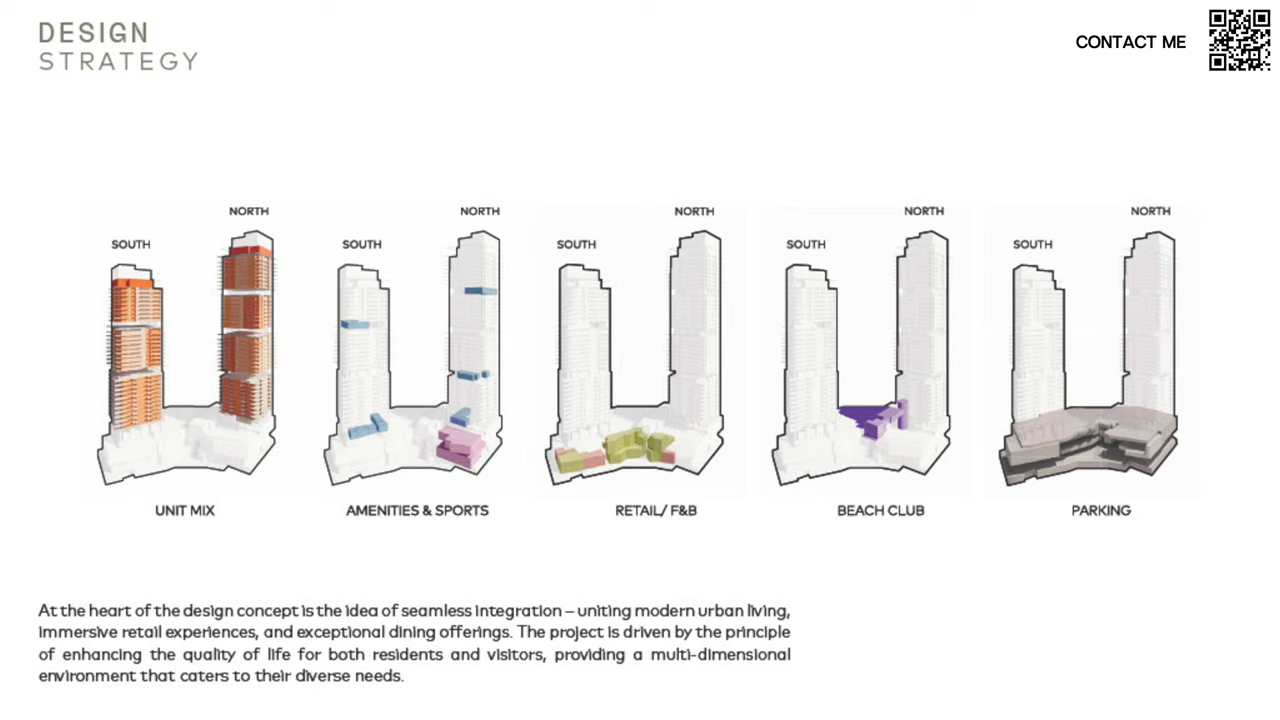 DESIGN
STRATEGY
CONTACT ME
NORTH
SOUTH
NORTH
SOUTH
NORTH
SOUTH
NORTH
SOUTH
NORTH
SOUTH
UNIT MIX
AMENITIES & SPORTS
RETAIL/ F&B
BEACH CLUB
PARKING
At the heart of the design concept is the idea of seamless integration – uniting modern urban living,
immersive retail experiences, and exceptional dining offerings. The project is driven by the principle
of enhancing the quality of life for both residents and visitors, providing a multi-dimensional
environment that caters to their diverse needs.